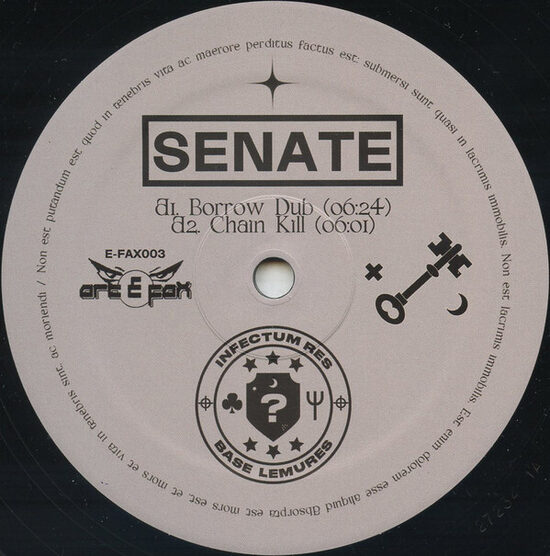 Non est putandum est quod in tenebris vita ac maerore perditus factus est: submersi sunt quasi in lacrimis immobilis. Non est lacrimis immobilis. Est enim dolorem esse aliquid Absorpta est mors est, et mors et vita in tenebris sint, ac moriendi /
SENATE
A1. Borrow Dub (06:24)
A2. Chain Kill (06:01)
E-FAX003
art E fax
INFECTUM RES
?
BASE LEMURES